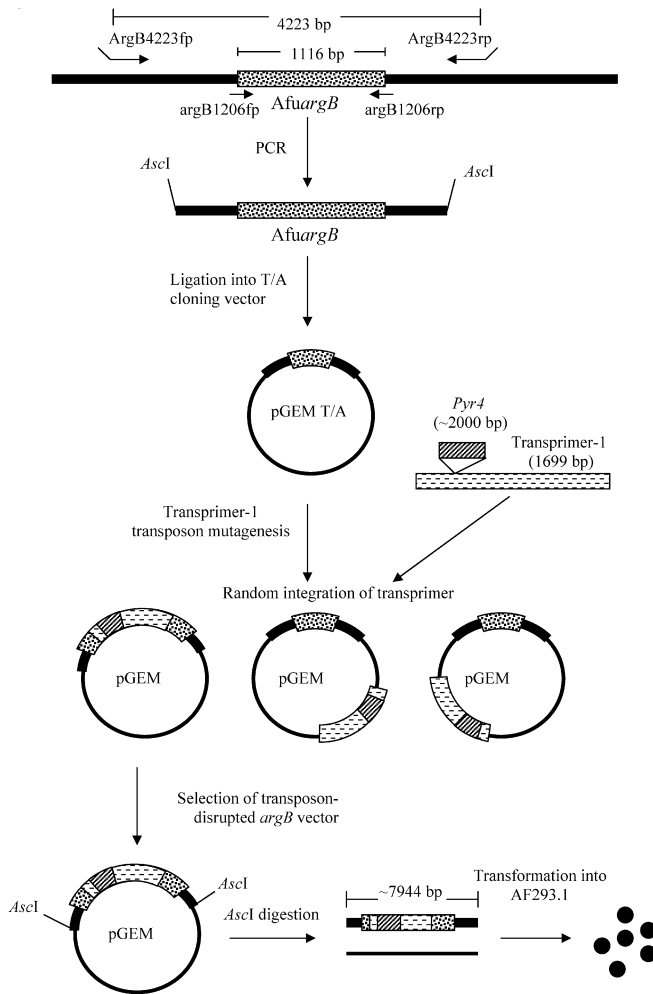 4223 bp
ArgB4223fp
ArgB4223rp
1116 bp
argB1206fp
AfuargB
argB1206rp
PCR
AscI
AscI
AfuargB
Ligation into T/A
cloning vector
pGEM T/A
Pyr4
(~2000 bp)
Transprimer-1
(1699 bp)
Transprimer-1
transposon mutagenesis
Random integration of transprimer
pGEM
pGEM
pGEM
Selection of transposon-
disrupted argB vector
AscI
AscI
pGEM
AscI digestion
~7944 bp
Transformation into
AF293.1